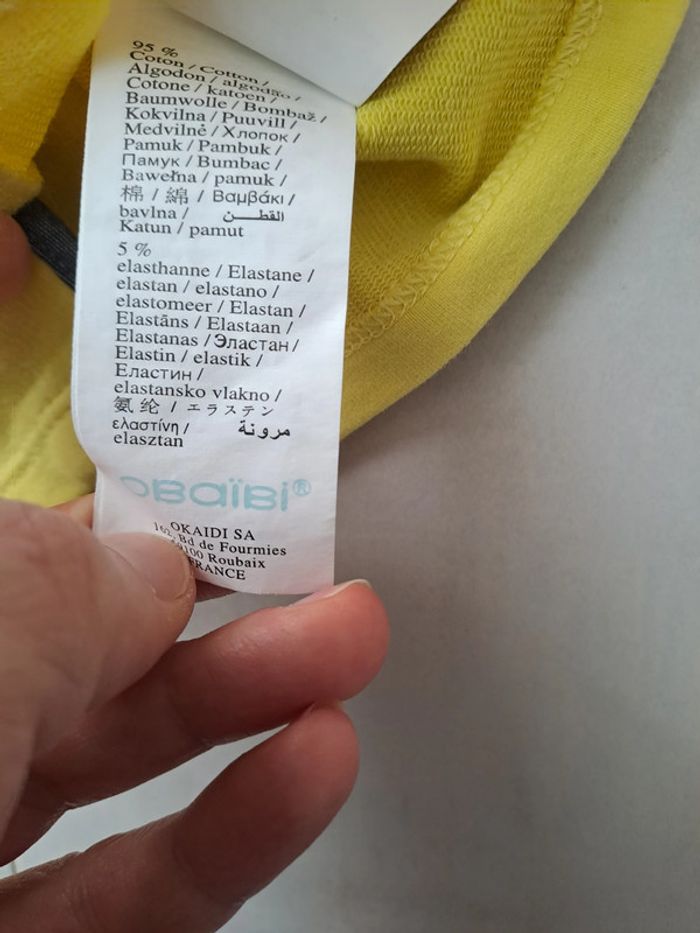 95 %
Coton / Cotton /
Algodon / algodão /
Cotone / katoen /
Baumwolle / Bombaž /
Kokvilna / Puuvill /
Medvilnė / Хлопок /
Pamuk / Pambuk /
Памук / Bumbac /
Bawełna / pamuk /
棉 / 綿 / Βαμβάκι /
bavlna / القطــــن
Katun / pamut
5 %
elasthanne / Elastane /
elastan / elastano /
elastomeer / Elastan /
Elastāns / Elastaan /
Elastanas / Эластан /
Elastin / elastik /
Еластин /
elastansko vlakno /
氨 纶 / エラステン
ελαστίνη / مرونة
elasztan
obaïbi®
OKAIDI SA
Bd de Fourmies
Roubaix
FRANCE